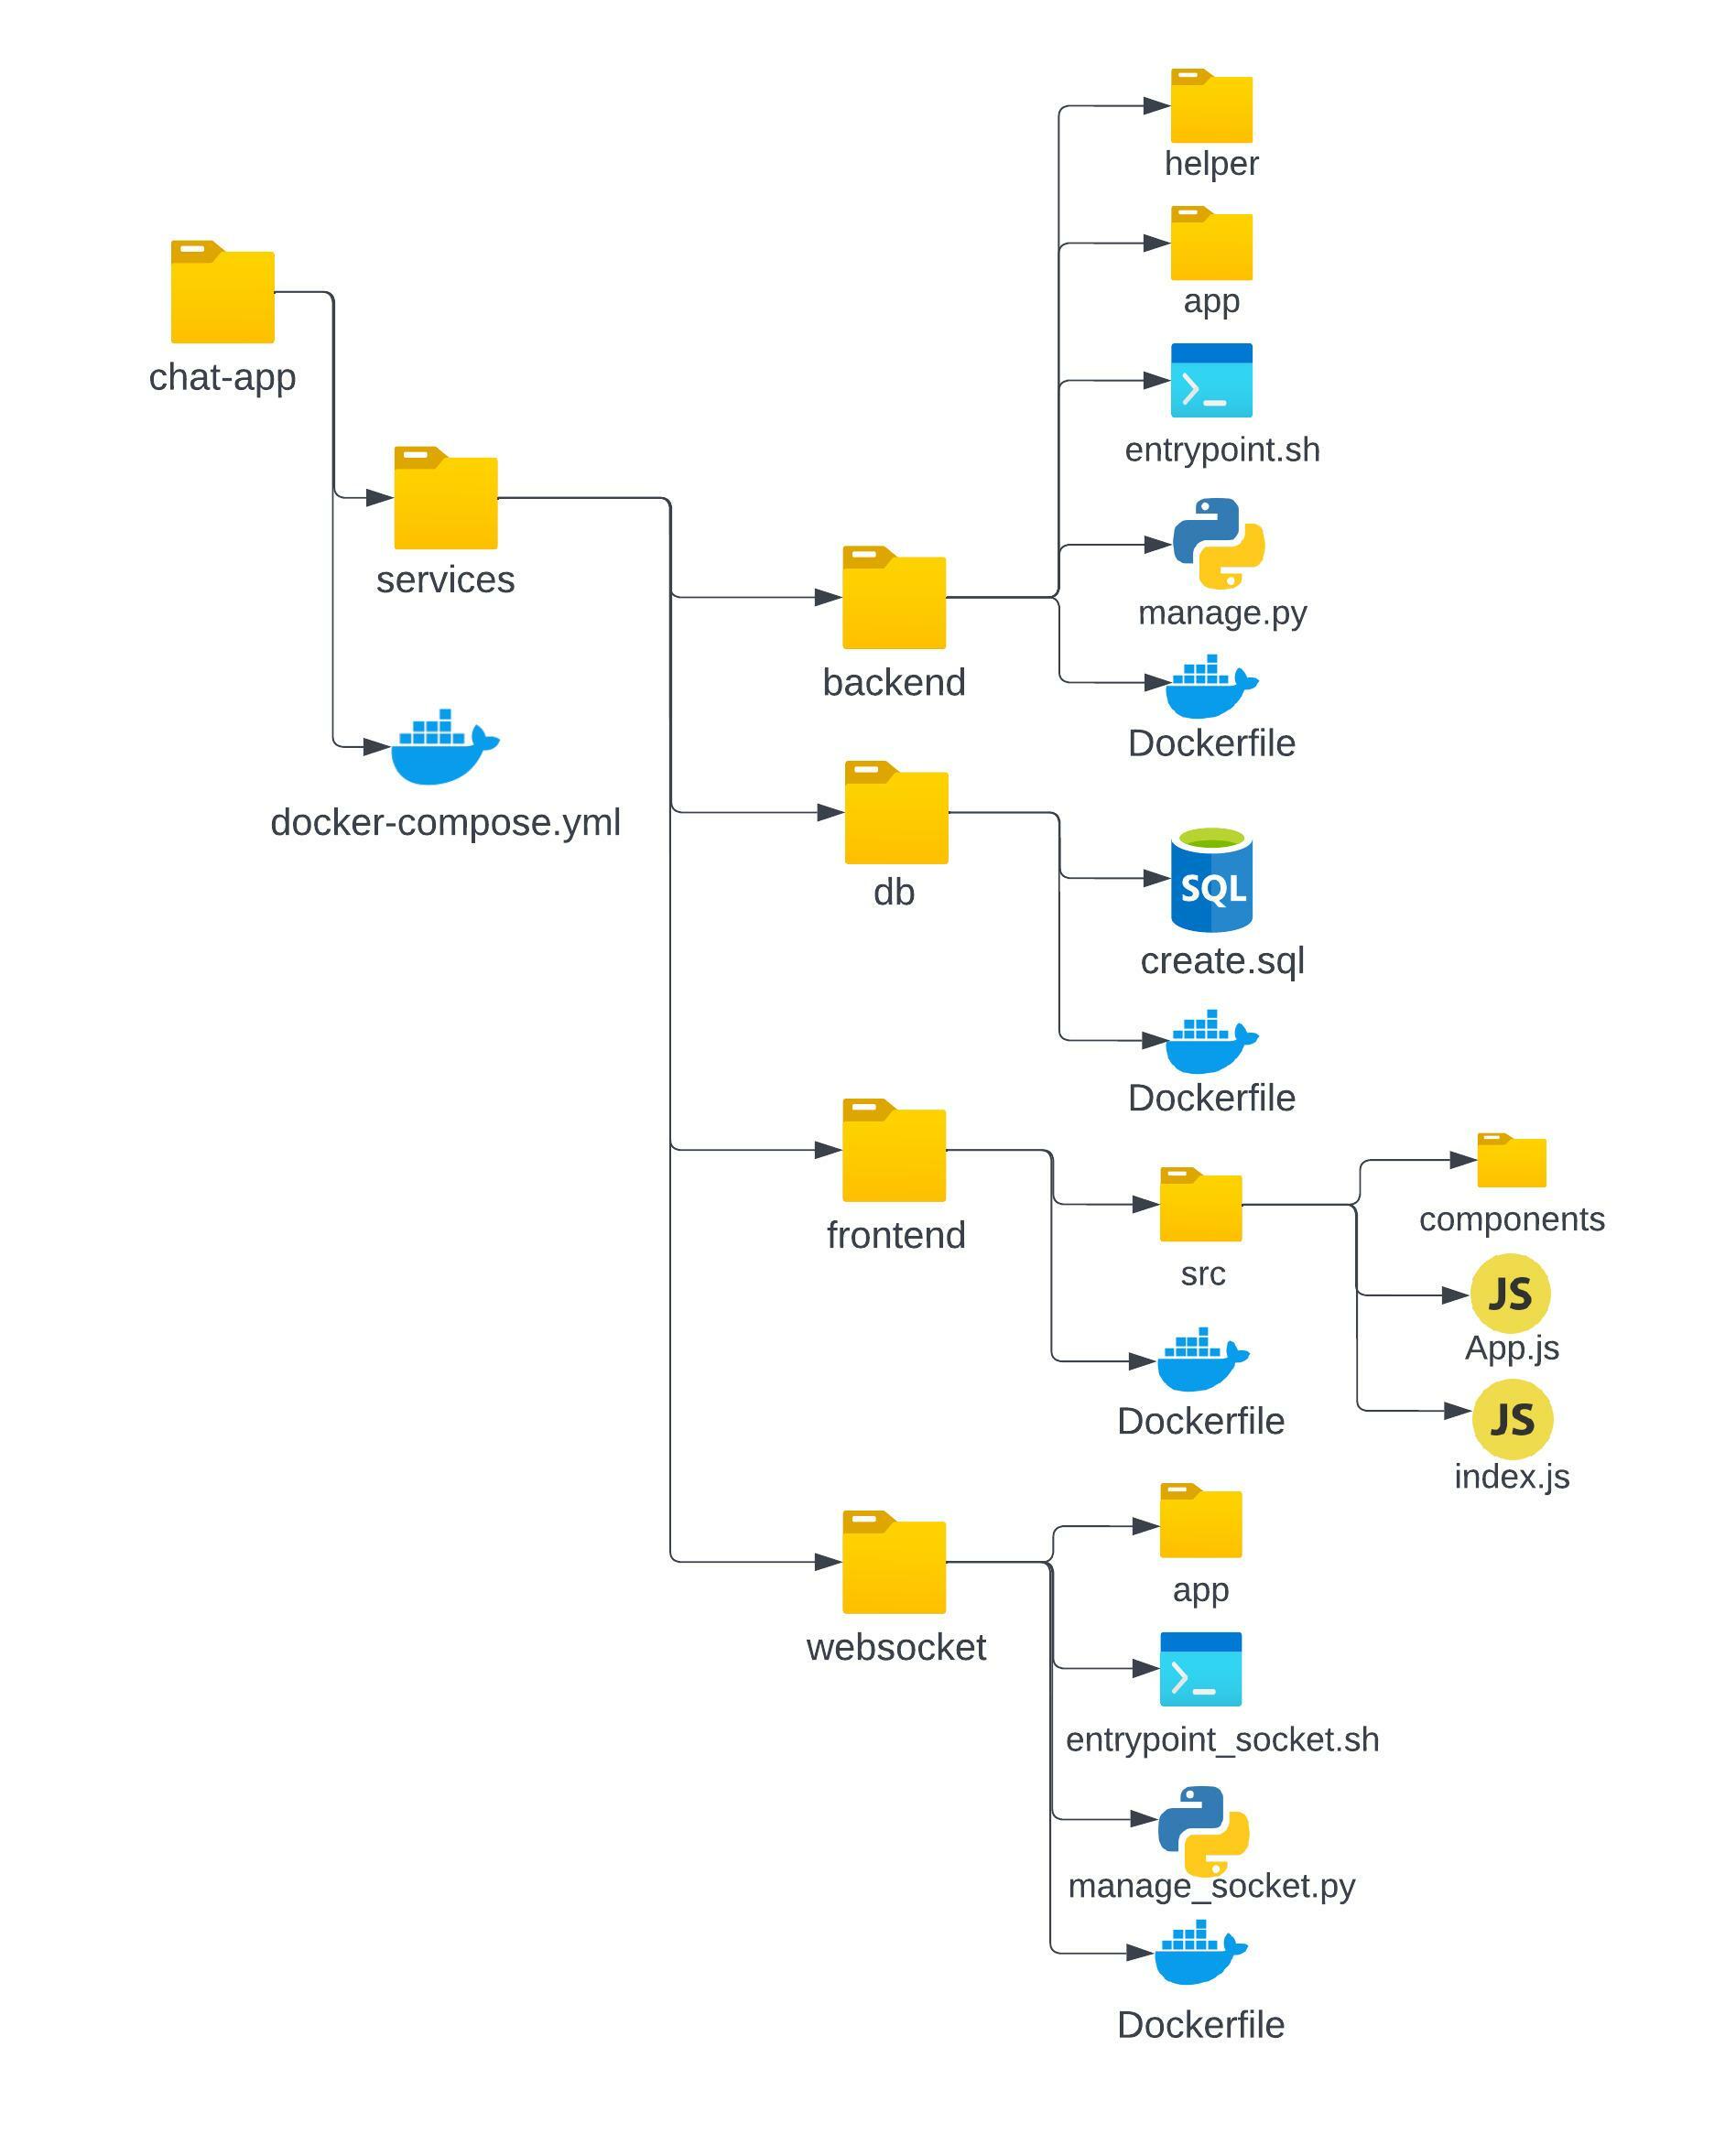 helper
app
chat-app
entrypoint.sh
services
manage.py
backend
Dockerfile
docker-compose.yml
db
SQL
create.sql
Dockerfile
frontend
src
components
JS
App.js
Dockerfile
JS
index.js
app
websocket
entrypoint_socket.sh
manage_socket.py
Dockerfile